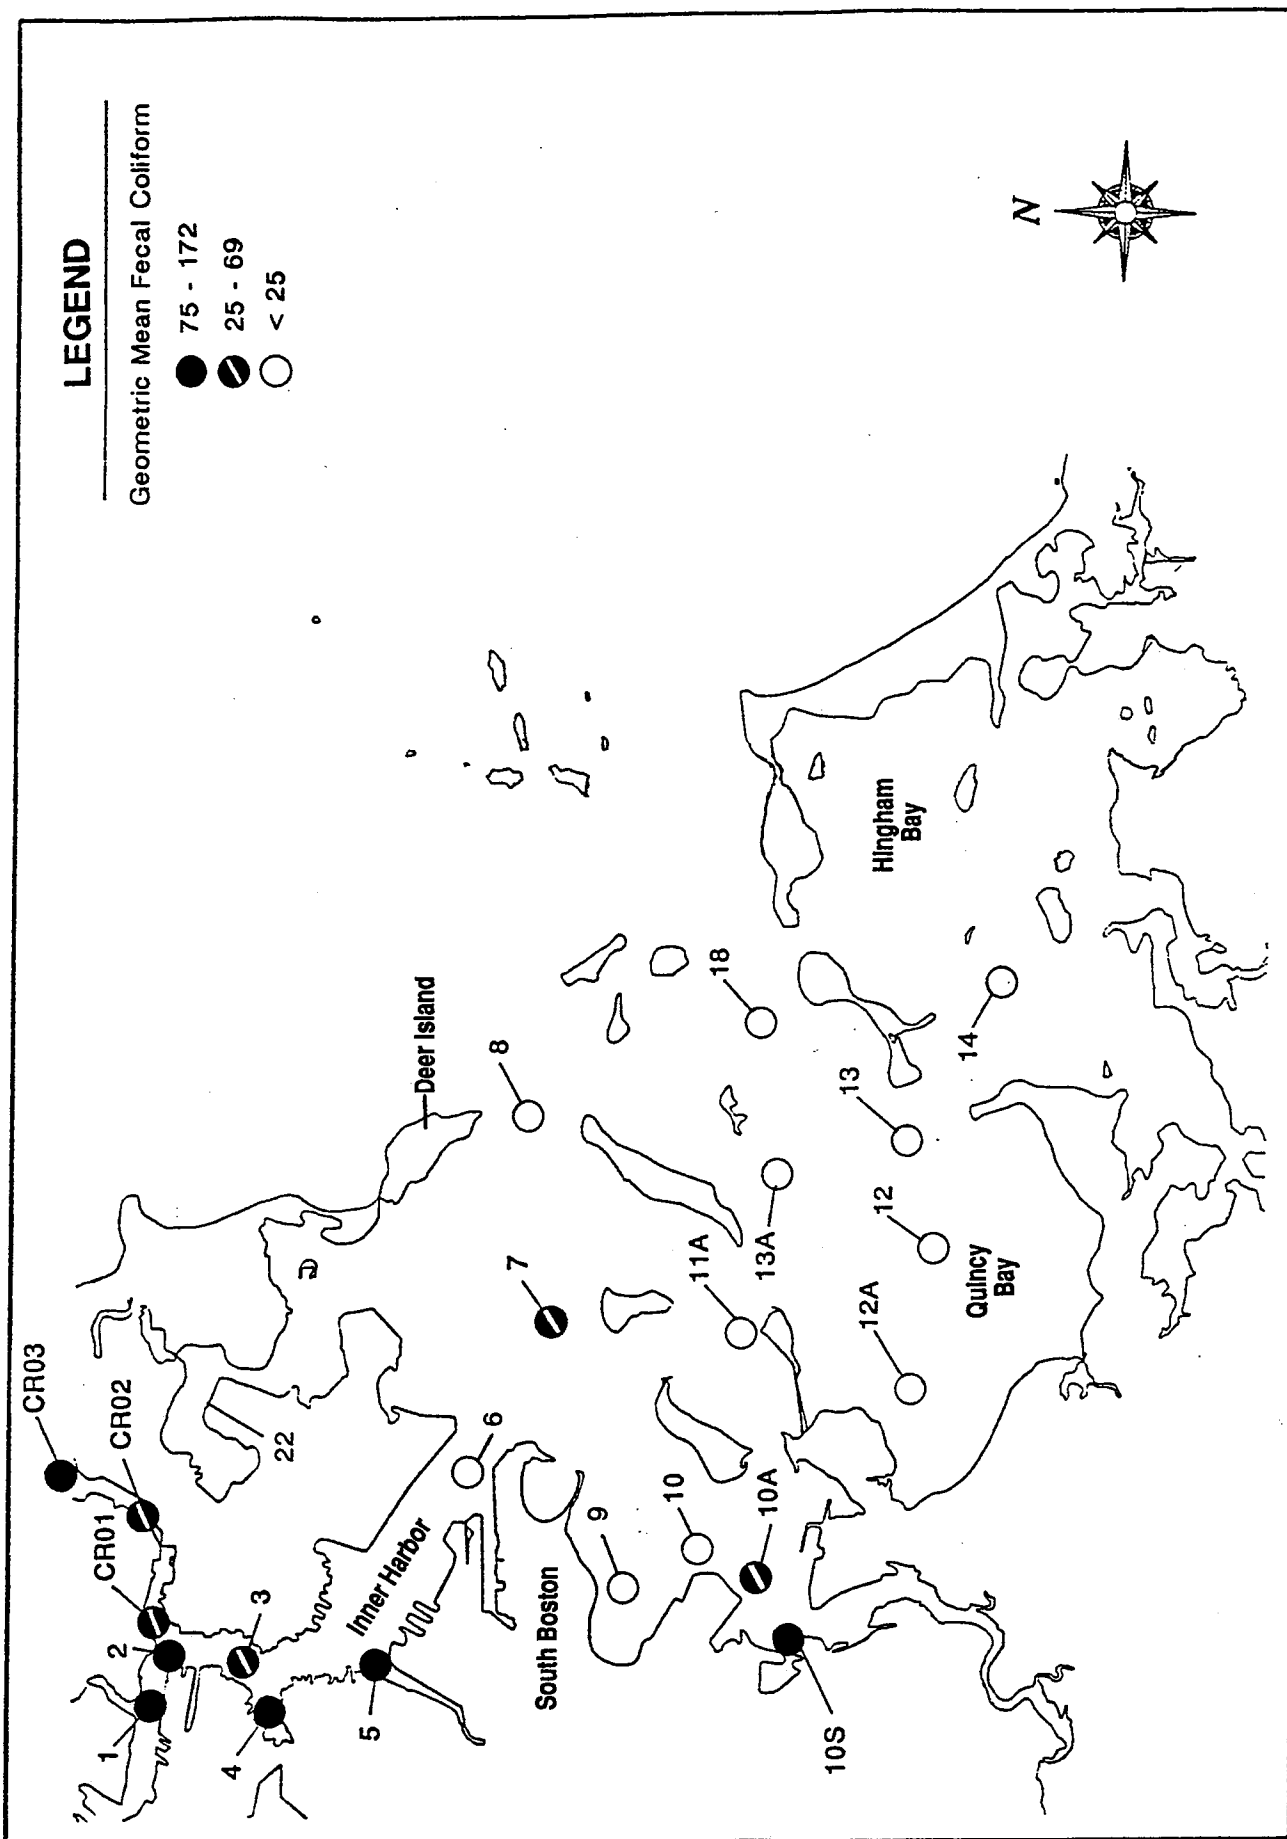 LEGEND
Geometric Mean Fecal Coliform
75 - 172
25 - 69
< 25
N
CR03
CR02
CR01
1
2
3
4
5
22
Inner Harbor
6
South Boston
7
Deer Island
8
9
10
10A
10S
11A
13A
18
12A
12
13
14
Quincy
Bay
Hingham
Bay